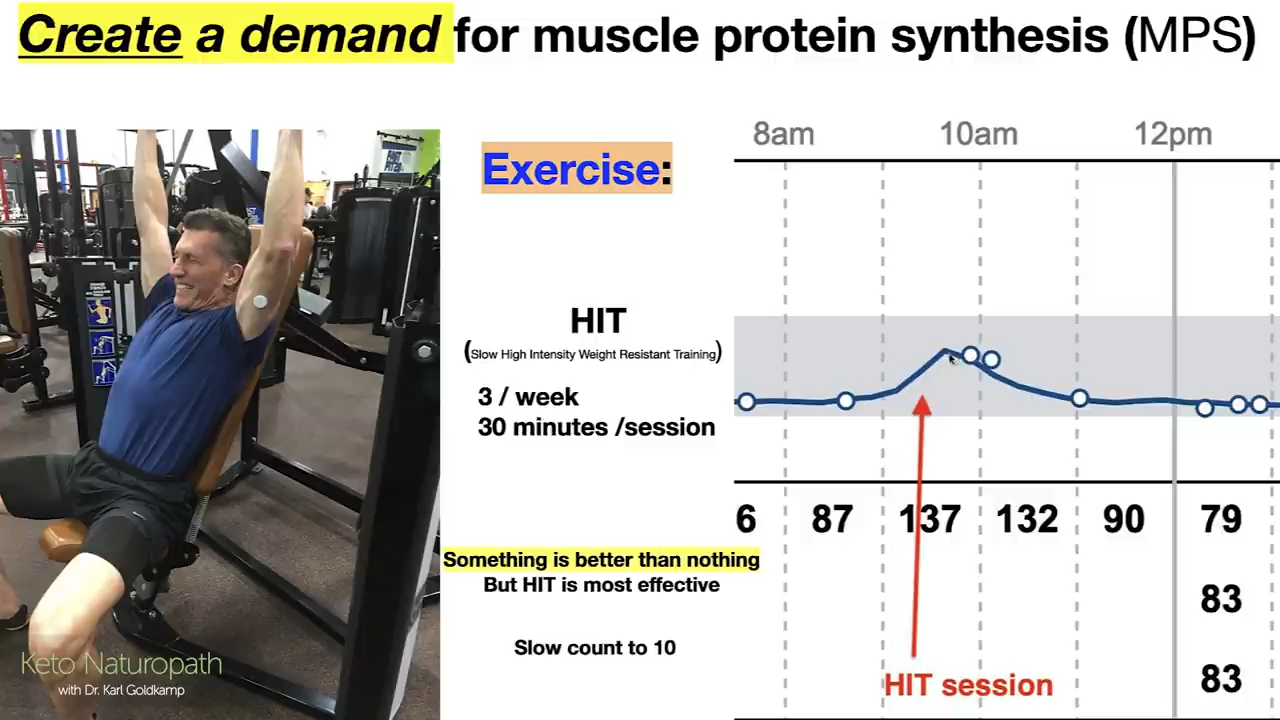 Create a demand for muscle protein synthesis (MPS)
Exercise:
HIT
(Slow High Intensity Weight Resistant Training)
3 / week
30 minutes /session
Something is better than nothing
But HIT is most effective
Slow count to 10
8am 10am 12pm
6 87 137 132 90 79
83
83
HIT session
Keto Naturopath
with Dr. Karl Goldkamp